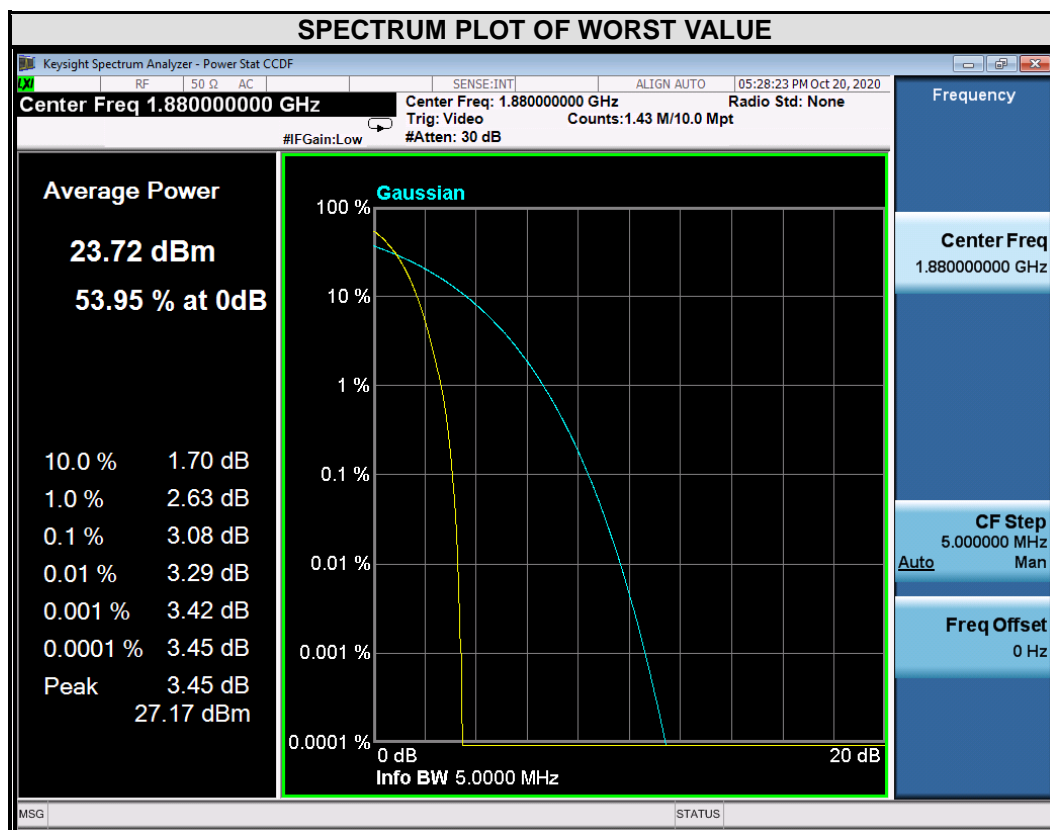 SPECTRUM PLOT OF WORST VALUE
Keysight Spectrum Analyzer - Power Stat CCDF
LXI RF 50 Ω AC SENSE:INT ALIGN AUTO 05:28:23 PM Oct 20, 2020
Center Freq 1.880000000 GHz
Center Freq: 1.880000000 GHz Radio Std: None
Trig: Video Counts:1.43 M/10.0 Mpt
#IFGain:Low #Atten: 30 dB
Frequency
Average Power
23.72 dBm
53.95 % at 0dB
10.0 % 1.70 dB
1.0 % 2.63 dB
0.1 % 3.08 dB
0.01 % 3.29 dB
0.001 % 3.42 dB
0.0001 % 3.45 dB
Peak 3.45 dB
27.17 dBm
Gaussian
100 %
10 %
1 %
0.1 %
0.01 %
0.001 %
0.0001 %
0 dB 20 dB
Info BW 5.0000 MHz
Center Freq
1.880000000 GHz
CF Step
5.000000 MHz
Auto Man
Freq Offset
0 Hz
MSG STATUS